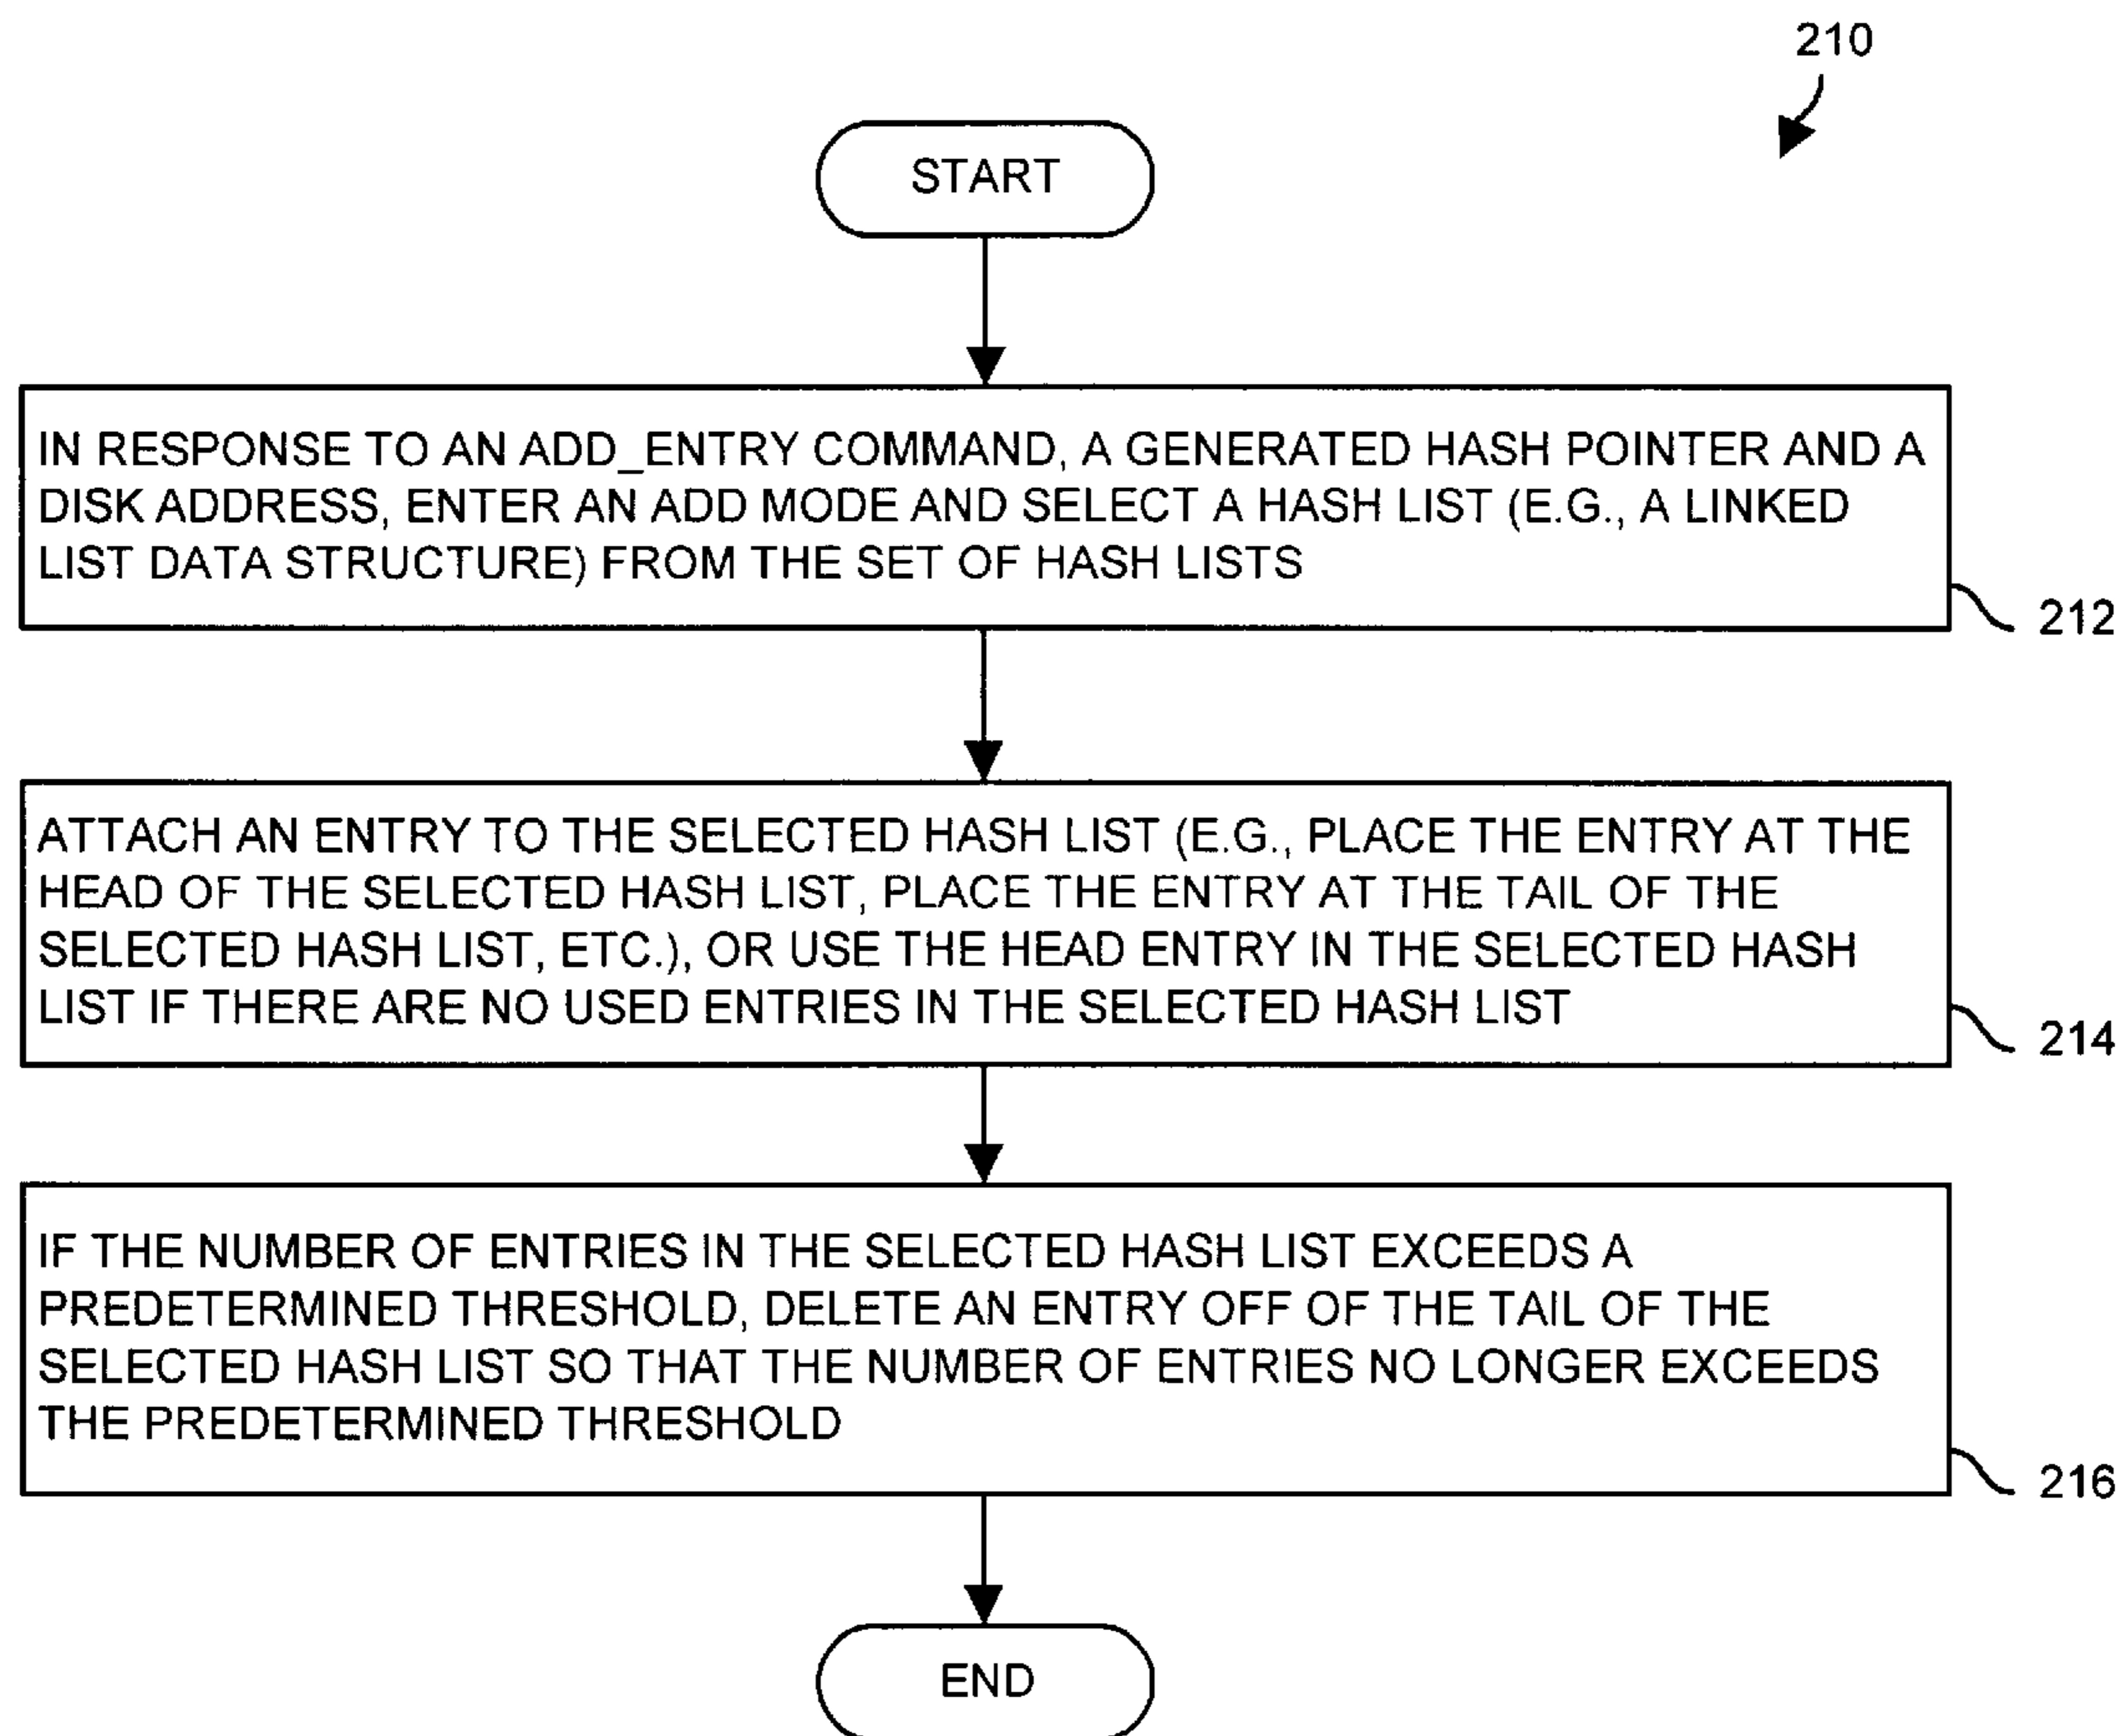 210
START
IN RESPONSE TO AN ADD_ENTRY COMMAND, A GENERATED HASH POINTER AND A
DISK ADDRESS, ENTER AN ADD MODE AND SELECT A HASH LIST (E.G., A LINKED
LIST DATA STRUCTURE) FROM THE SET OF HASH LISTS
212
ATTACH AN ENTRY TO THE SELECTED HASH LIST (E.G., PLACE THE ENTRY AT THE
HEAD OF THE SELECTED HASH LIST, PLACE THE ENTRY AT THE TAIL OF THE
SELECTED HASH LIST, ETC.), OR USE THE HEAD ENTRY IN THE SELECTED HASH
LIST IF THERE ARE NO USED ENTRIES IN THE SELECTED HASH LIST
214
IF THE NUMBER OF ENTRIES IN THE SELECTED HASH LIST EXCEEDS A
PREDETERMINED THRESHOLD, DELETE AN ENTRY OFF OF THE TAIL OF THE
SELECTED HASH LIST SO THAT THE NUMBER OF ENTRIES NO LONGER EXCEEDS
THE PREDETERMINED THRESHOLD
216
END